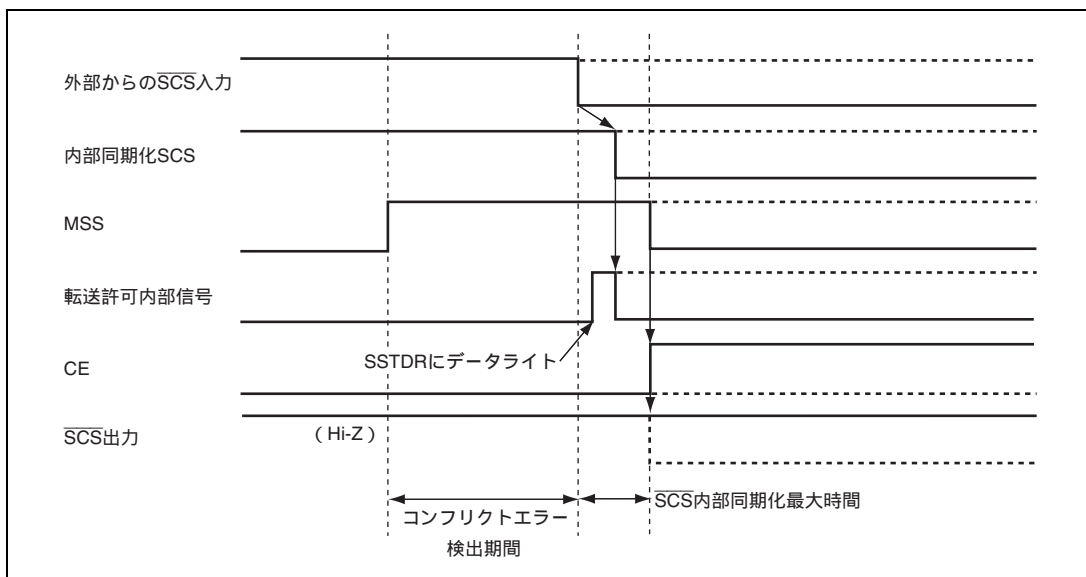 外部からのSCS入力
内部同期化SCS
MSS
転送許可内部信号
SSTDRにデータライト
CE
SCS出力
（Hi-Z）
SCS内部同期化最大時間
コンフリクトエラー
検出期間